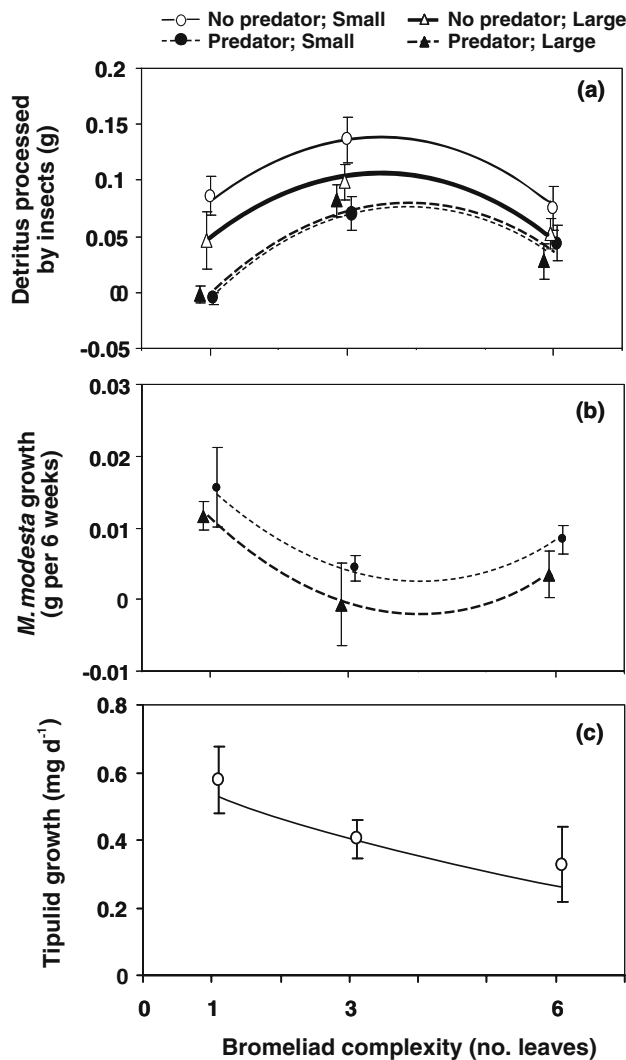 No predator; Small No predator; Large
Predator; Small Predator; Large
(a)
0.2
0.15
0.1
0.05
0
-0.05
Detritus processed
by insects (g)
(b)
0.03
0.02
0.01
0
-0.01
M. modesta growth
(g per 6 weeks)
(c)
0.8
0.6
0.4
0.2
0
Tipulid growth (mg d⁻¹)
0 1 3 6
Bromeliad complexity (no. leaves)